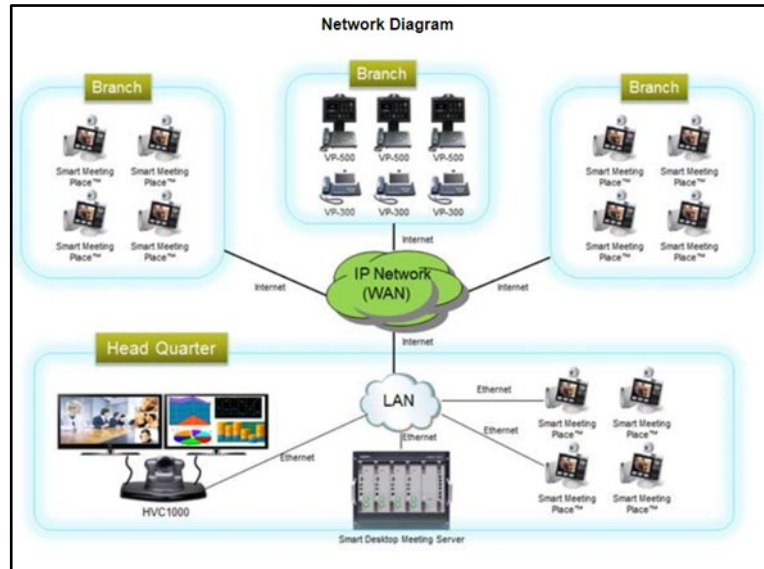 Network Diagram
Branch
Branch
Branch
VP-500 VP-500 VP-500
VP-300 VP-300 VP-300
Smart Meeting
Place™
Smart Meeting
Place™
Smart Meeting
Place™
Smart Meeting
Place™
Smart Meeting
Place™
Smart Meeting
Place™
Smart Meeting
Place™
Smart Meeting
Place™
Internet
Internet
Internet
IP Network
(WAN)
Internet
Head Quarter
LAN
Ethernet
Ethernet
Ethernet
Ethernet
HVC1000
Smart Desktop Meeting Server
Smart Meeting
Place™
Smart Meeting
Place™
Smart Meeting
Place™
Smart Meeting
Place™